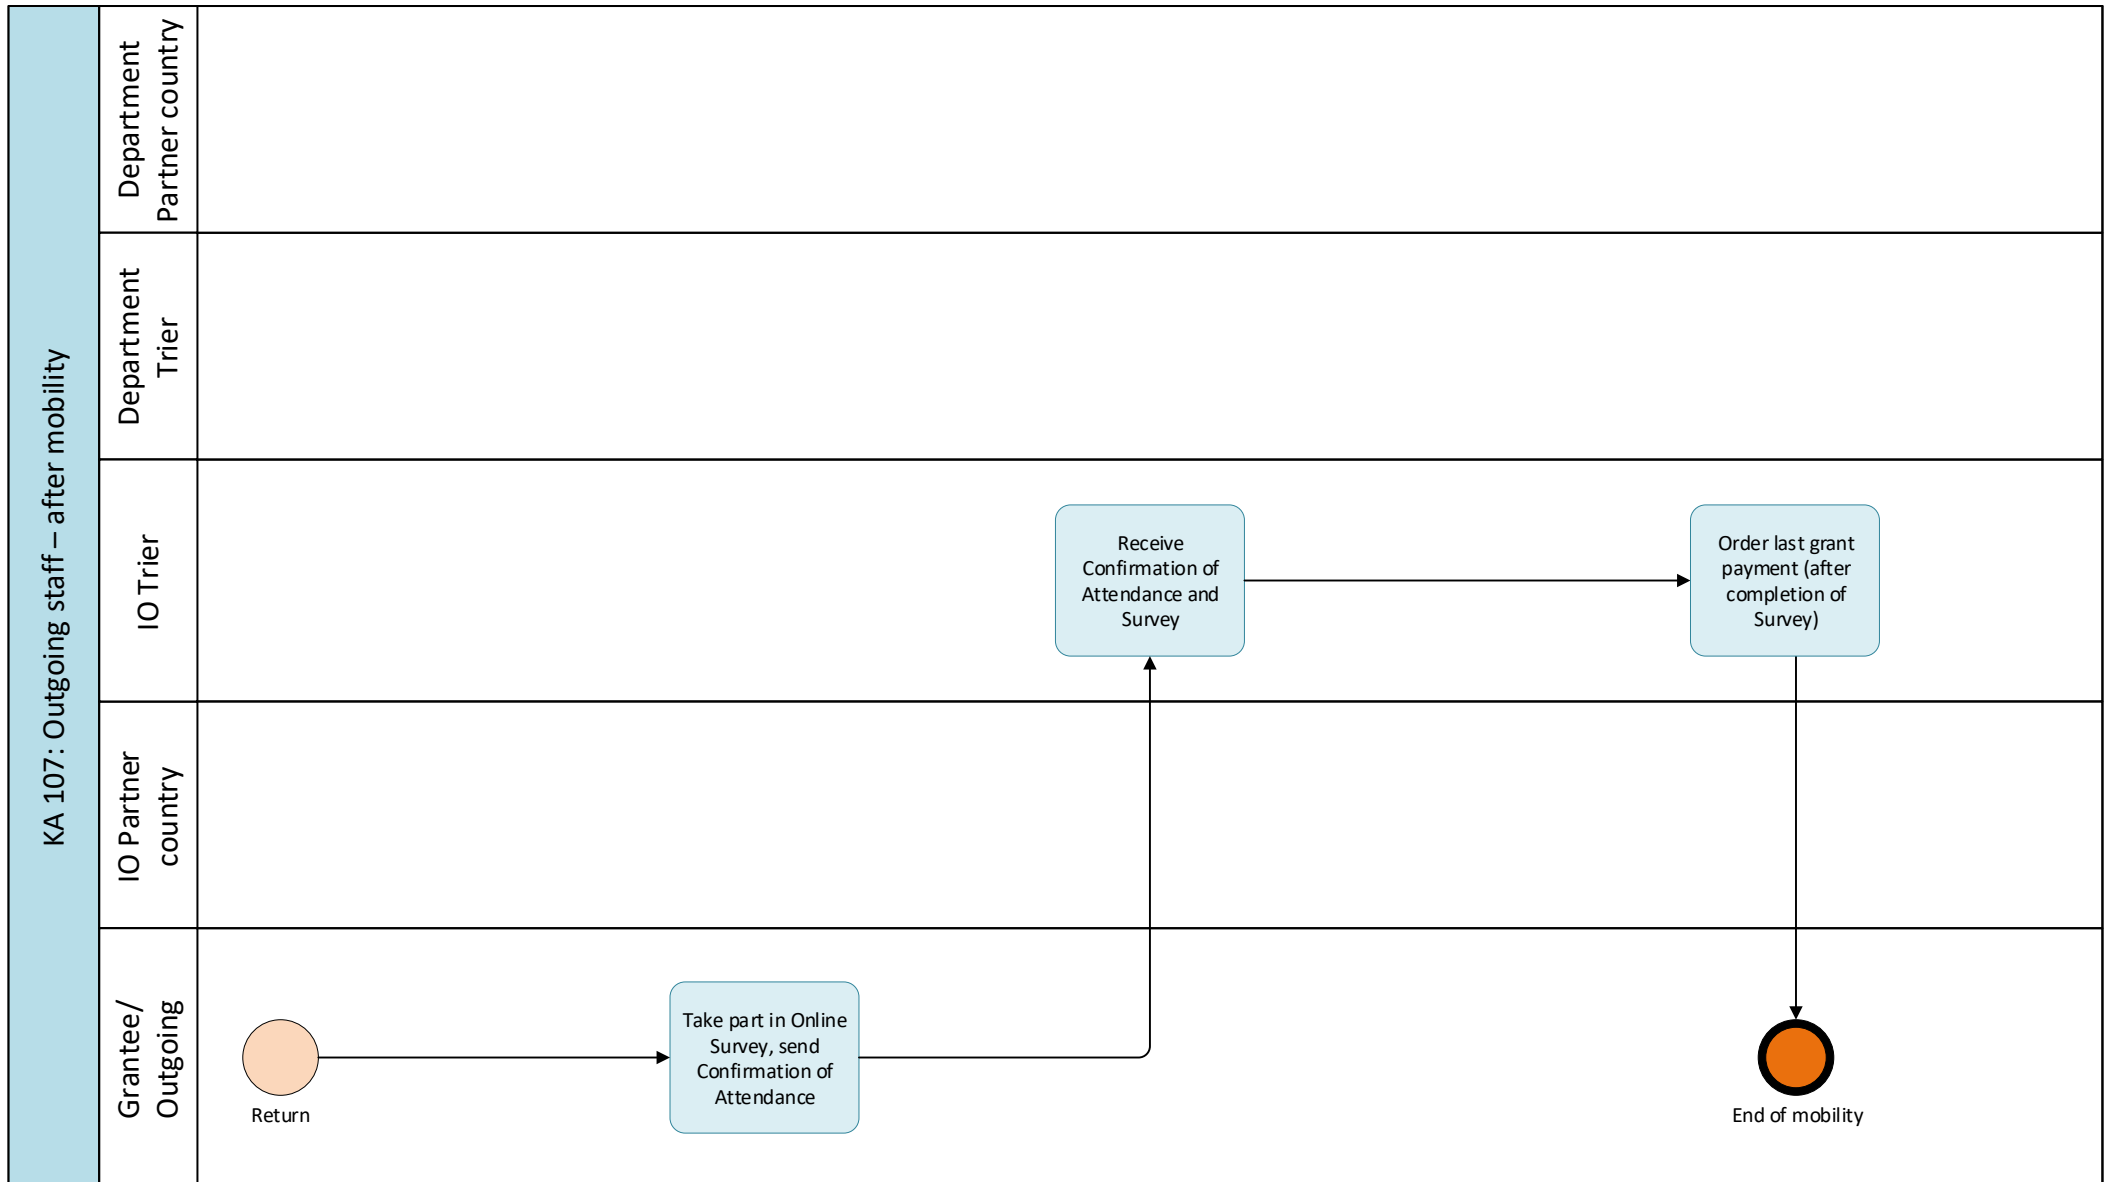 KA 107: Outgoing staff – after mobility
Department
Partner country
Department
Trier
IO Trier
Receive
Confirmation of
Attendance and
Survey
Order last grant
payment (after
completion of
Survey)
IO Partner
country
Grantee/
Outgoing
Return
Take part in Online
Survey, send
Confirmation of
Attendance
End of mobility